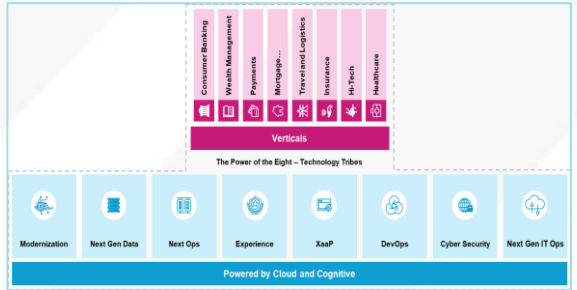 Consumer Banking
Wealth Management
Payments
Mortgage...
Travel and Logistics
Insurance
Hi-Tech
Healthcare
Verticals
The Power of the Eight – Technology Tribes
Modernization
Next Gen Data
Next Ops
Experience
XaaP
DevOps
Cyber Security
Next Gen IT Ops
Powered by Cloud and Cognitive